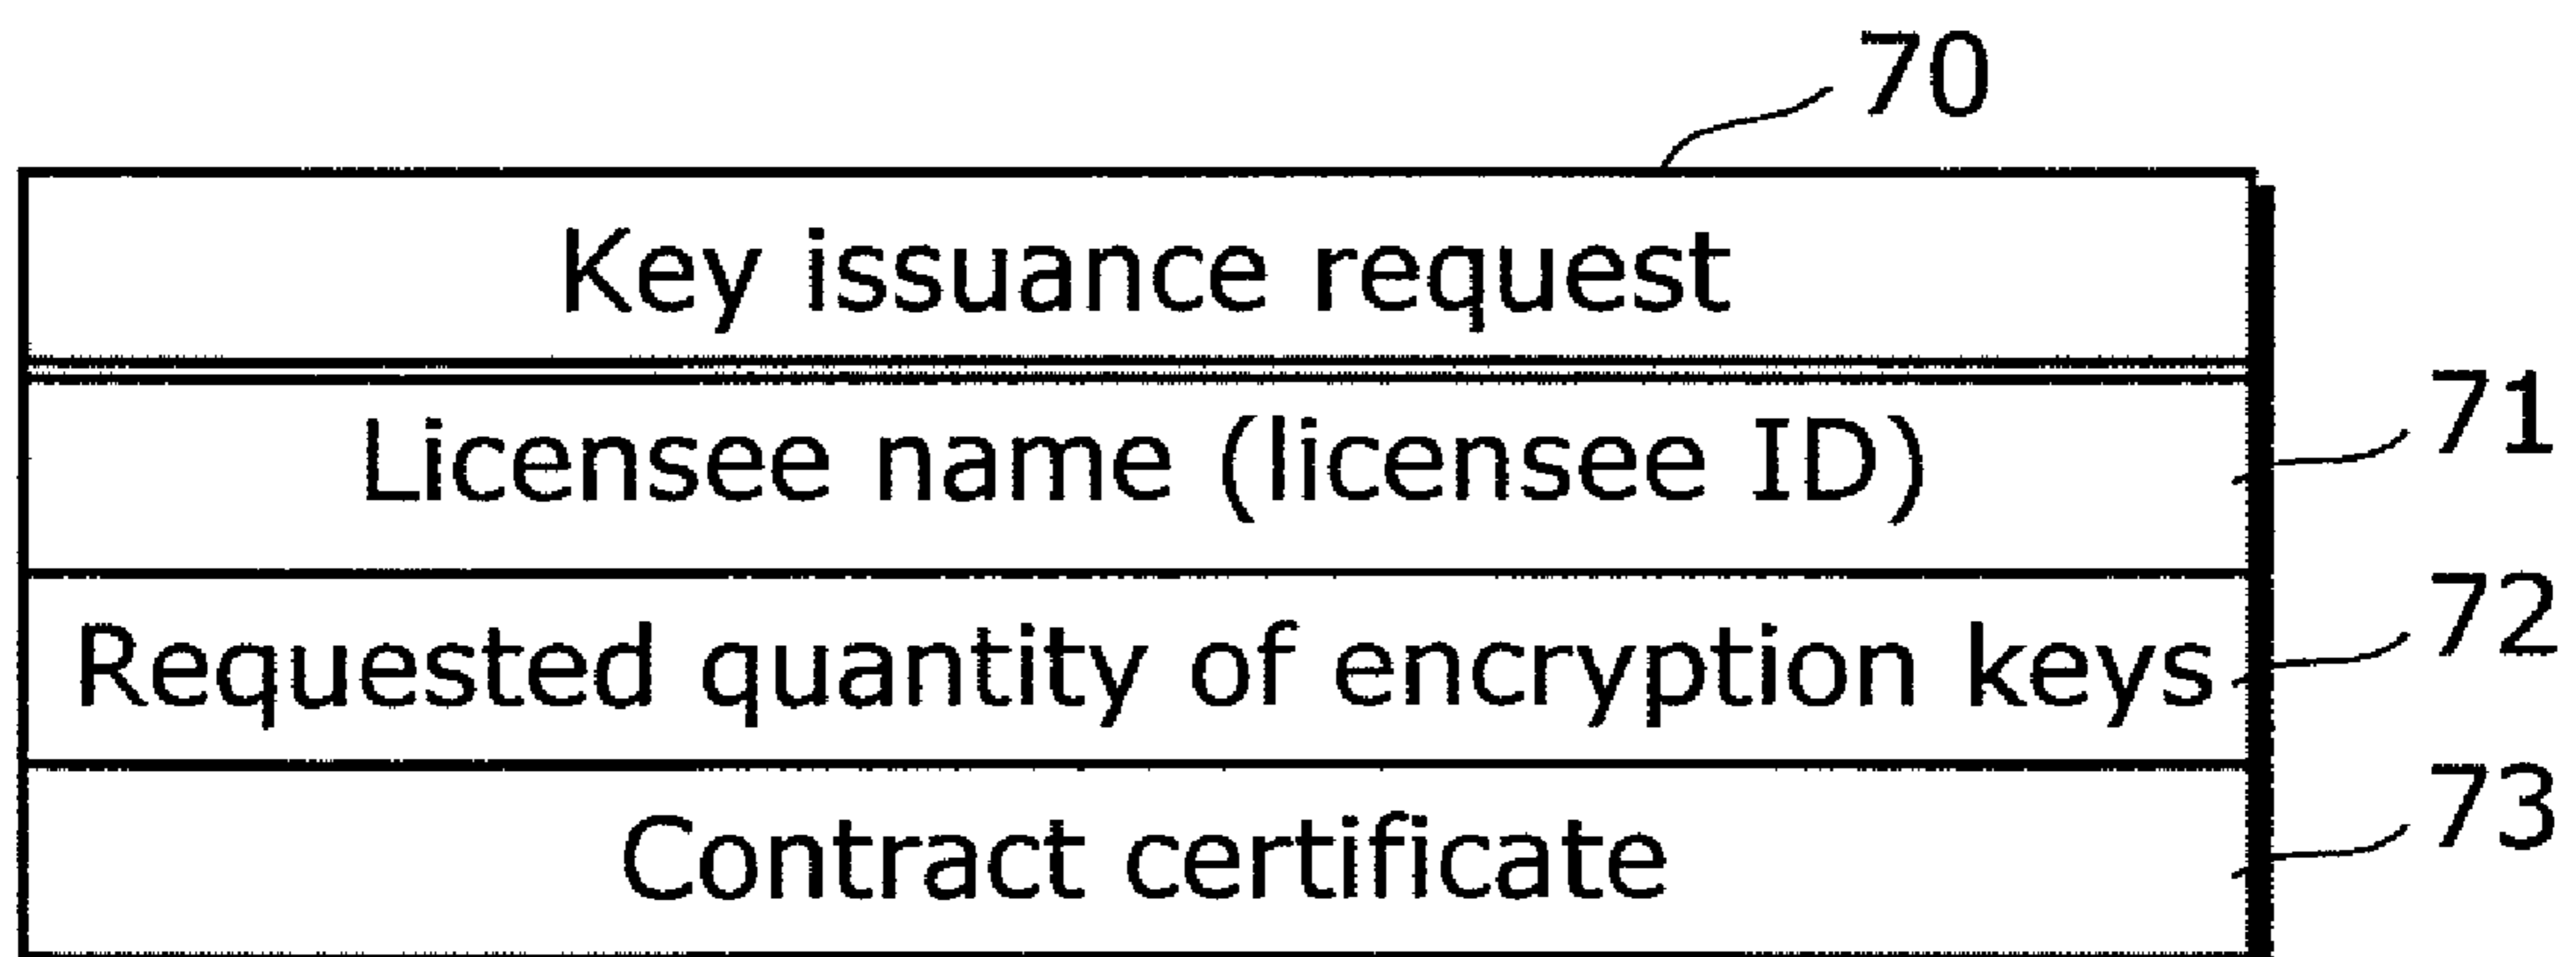 70
Key issuance request
Licensee name (licensee ID)
71
Requested quantity of encryption keys
72
Contract certificate
73